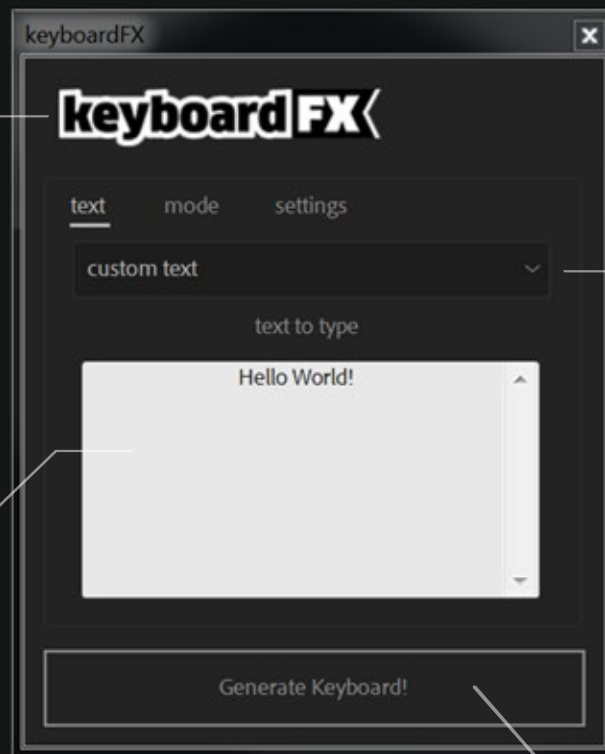 keyboardFX
keyboardFX
text mode settings
custom text
text to type
Hello World!
Generate Keyboard!